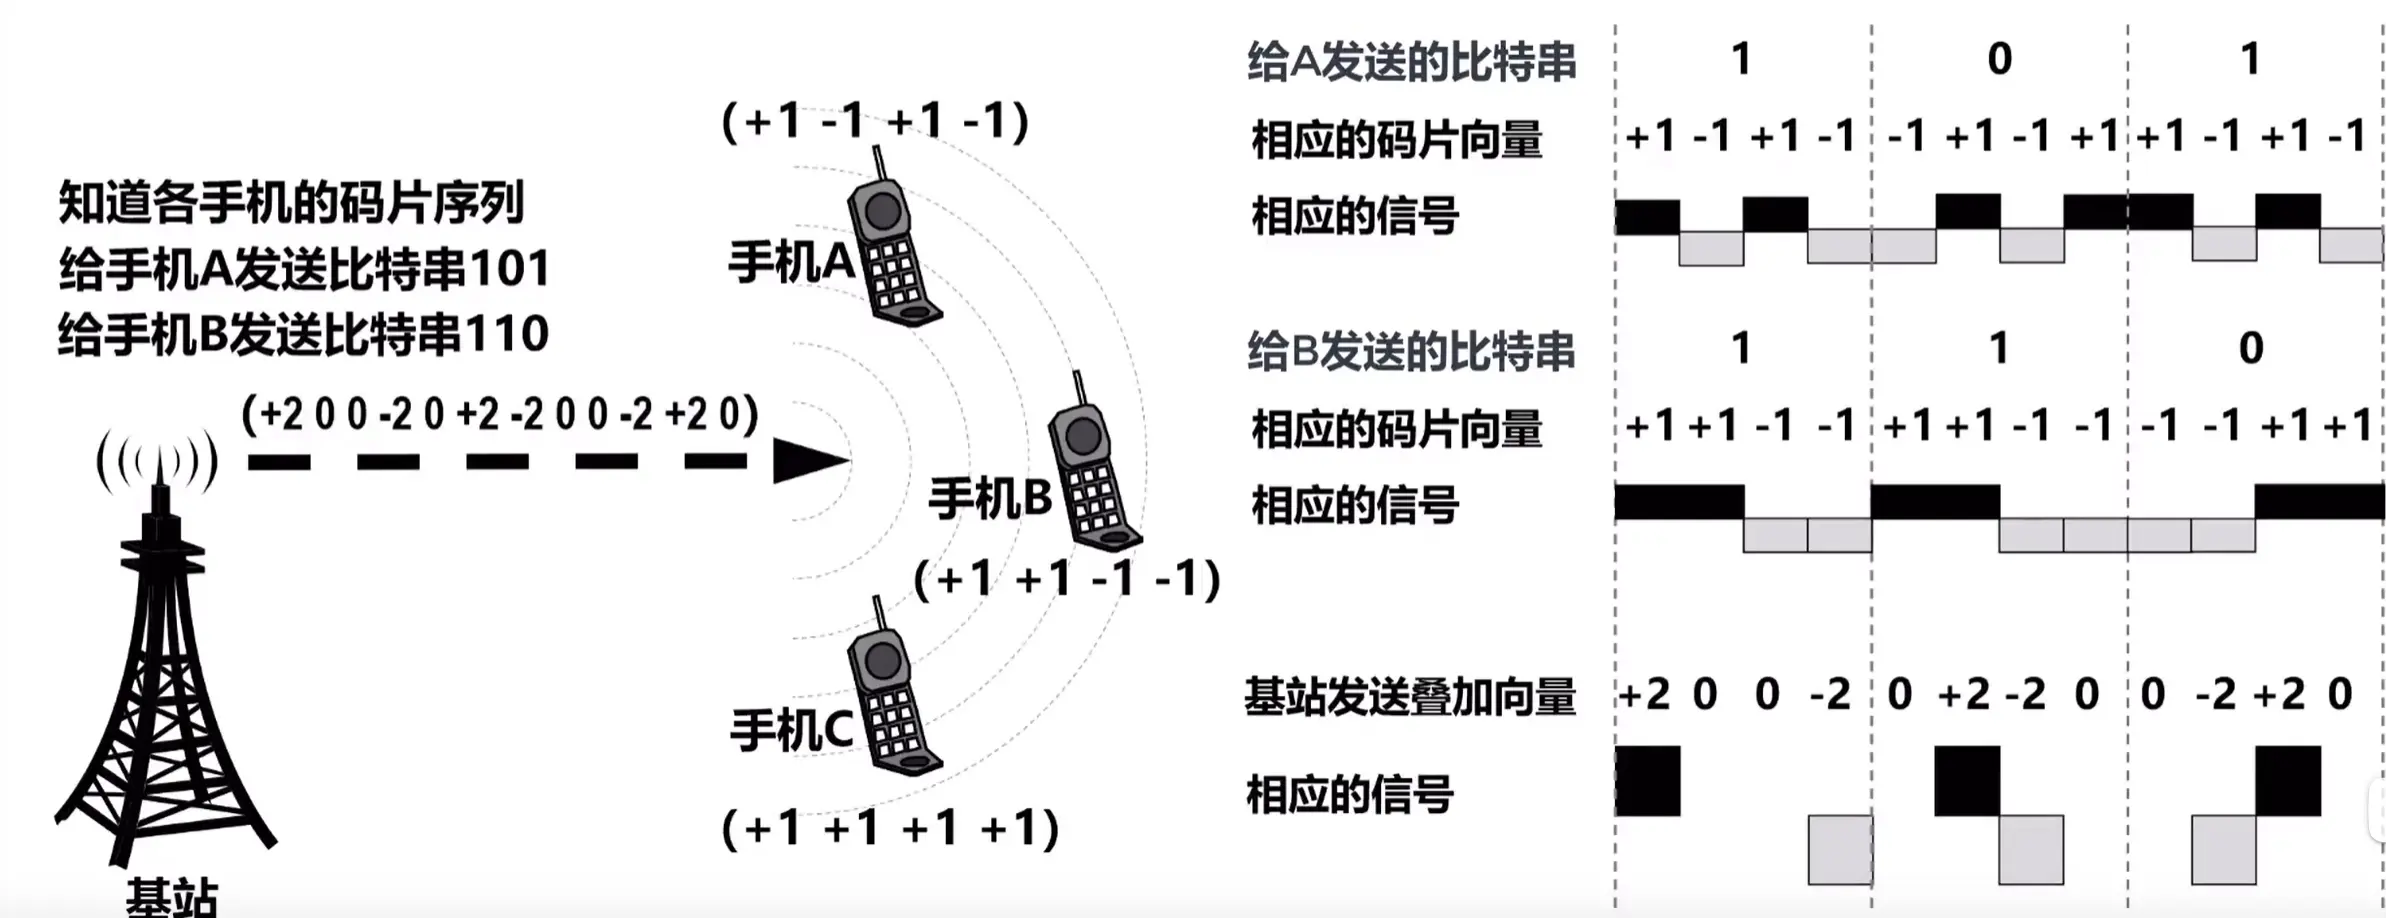 知道各手机的码片序列
给手机A发送比特串101
给手机B发送比特串110
(+2 0 0 -2 0 +2 -2 0 0 -2 +2 0)
基站
(+1 -1 +1 -1)
手机A
手机B
(+1 +1 -1 -1)
手机C
(+1 +1 +1 +1)
给A发送的比特串 1 0 1
相应的码片向量 +1 -1 +1 -1 -1 +1 -1 +1 +1 -1 +1 -1
相应的信号
给B发送的比特串 1 1 0
相应的码片向量 +1 +1 -1 -1 +1 +1 -1 -1 -1 -1 +1 +1
相应的信号
基站发送叠加向量 +2 0 0 -2 0 +2 -2 0 0 -2 +2 0
相应的信号